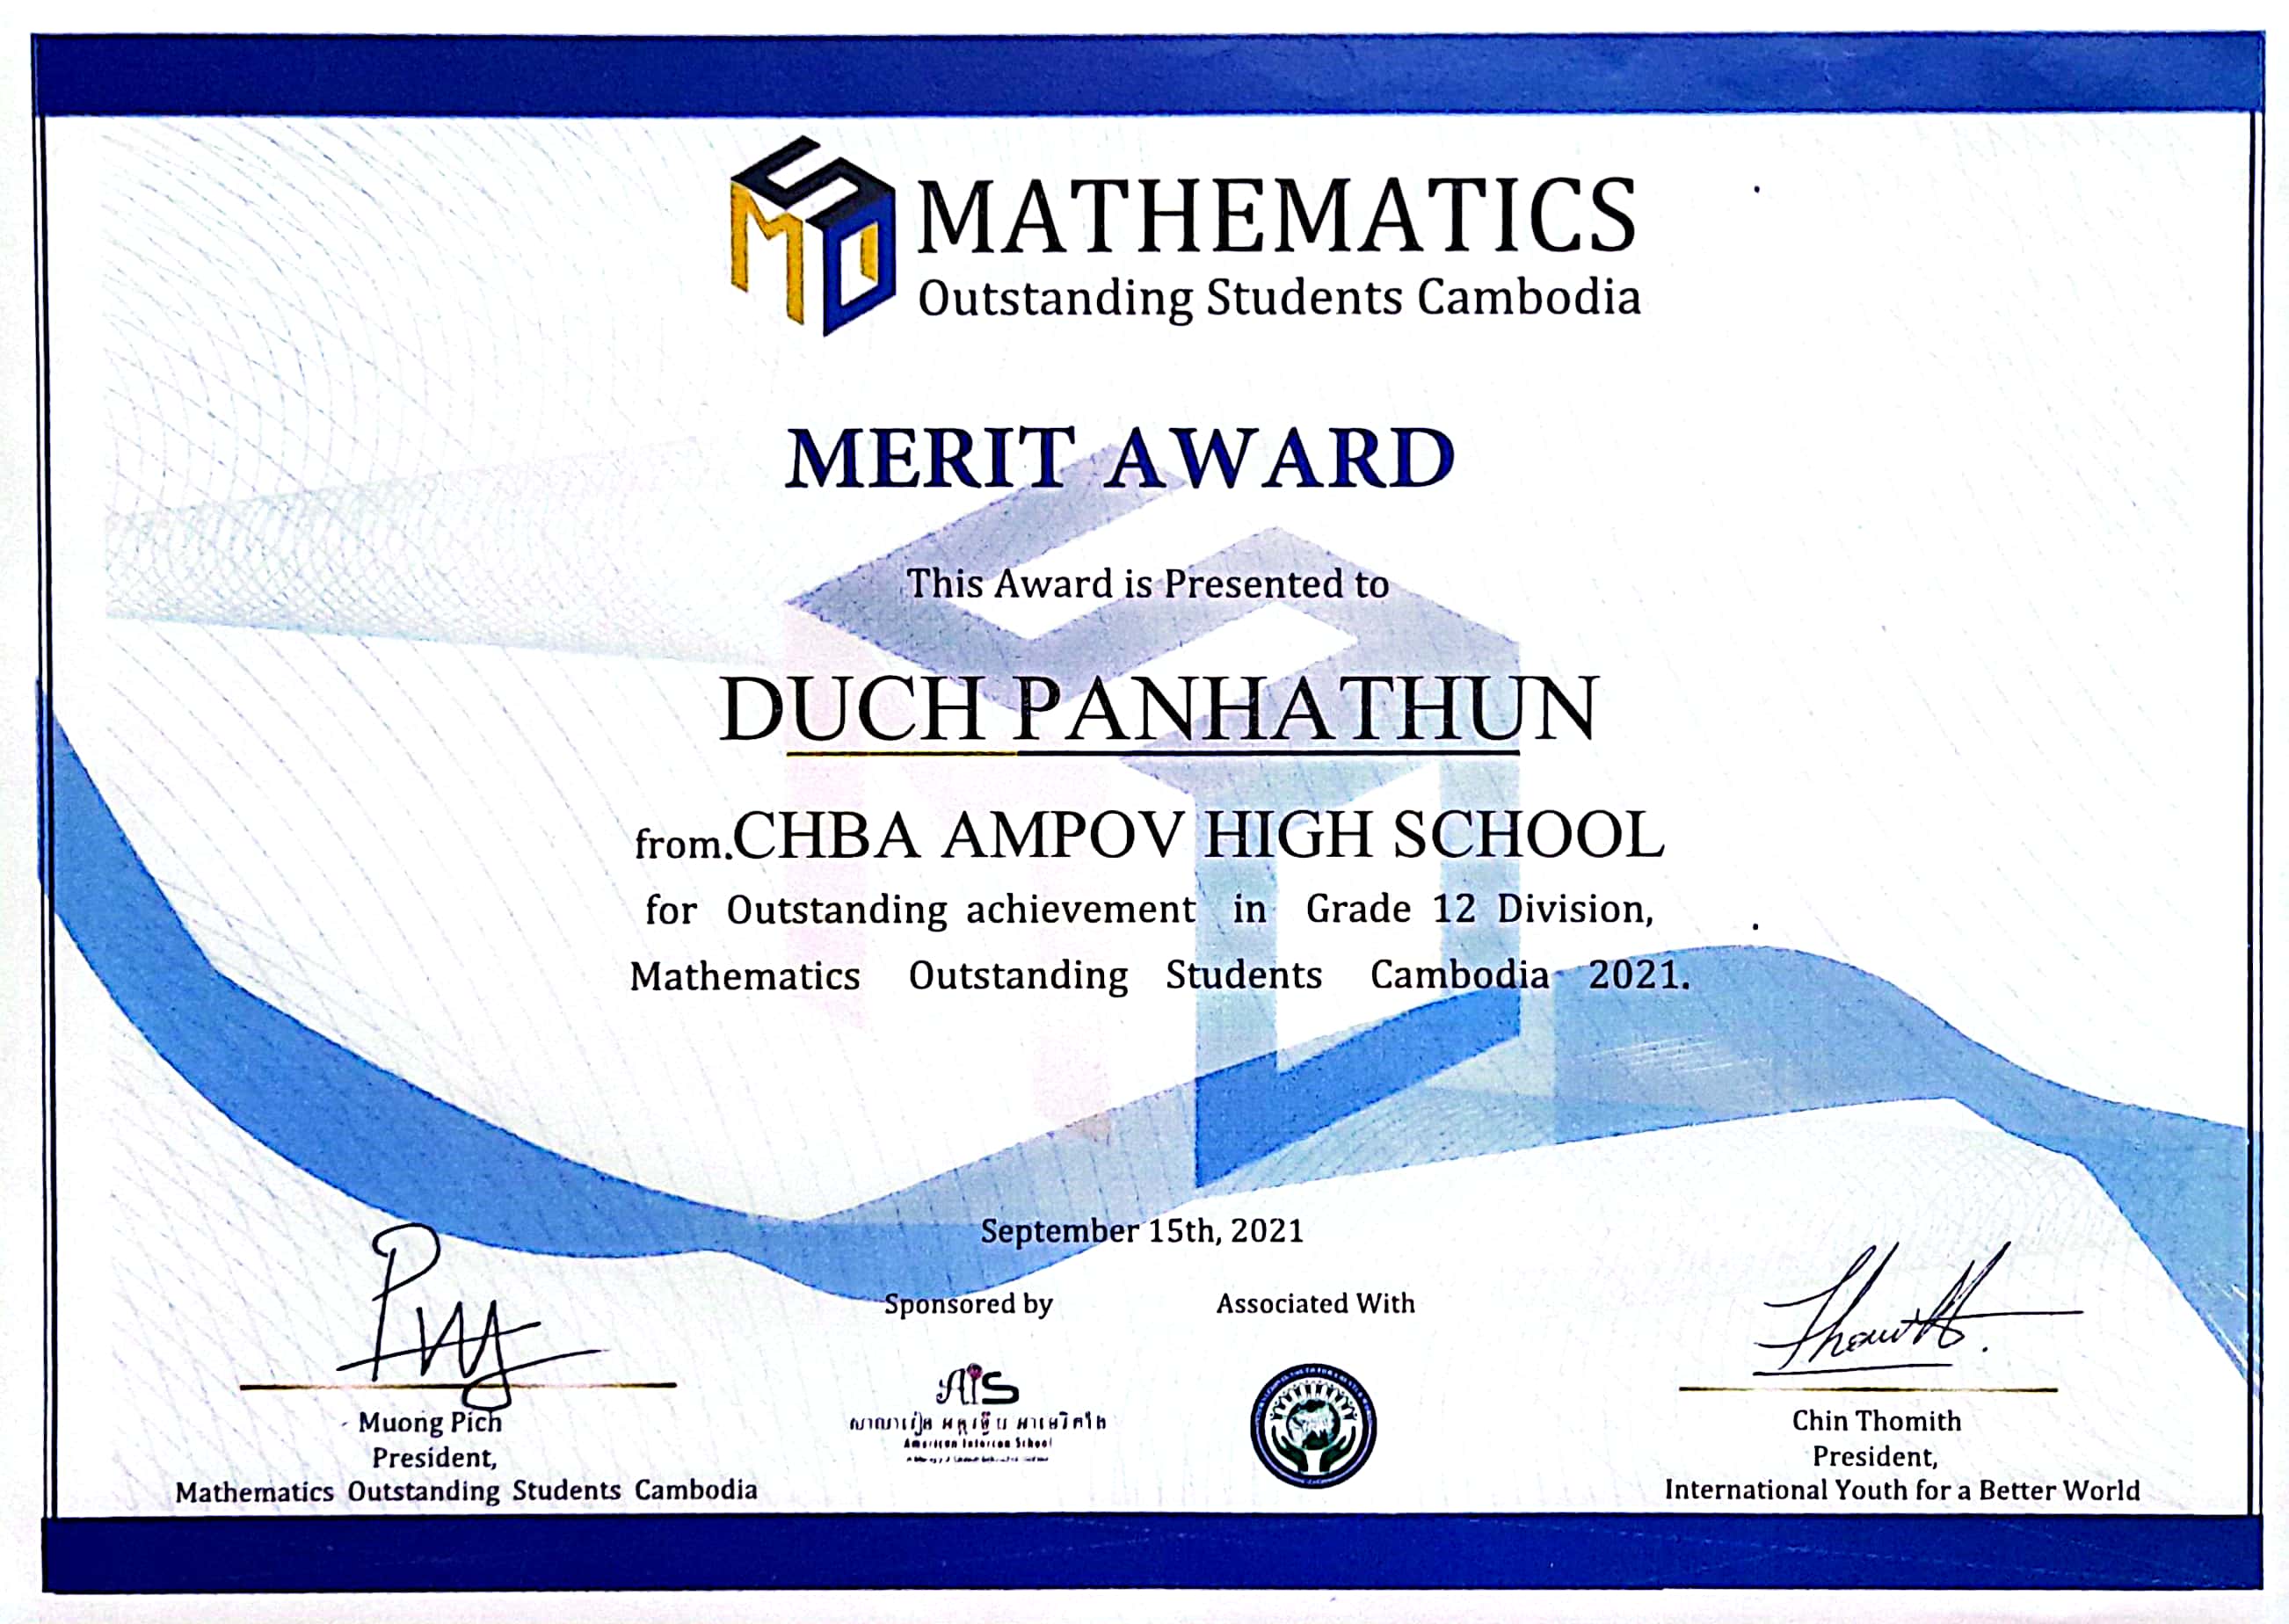 MATHEMATICS
Outstanding Students Cambodia
MERIT AWARD
This Award is Presented to
DUCH PANHATHUN
from.CHBA AMPOV HIGH SCHOOL
for Outstanding achievement in Grade 12 Division,
Mathematics Outstanding Students Cambodia 2021.
September 15th, 2021
Sponsored by
Associated With
AIS
American Intercon School
Muong Pich
President,
Mathematics Outstanding Students Cambodia
Chin Thomith
President,
International Youth for a Better World